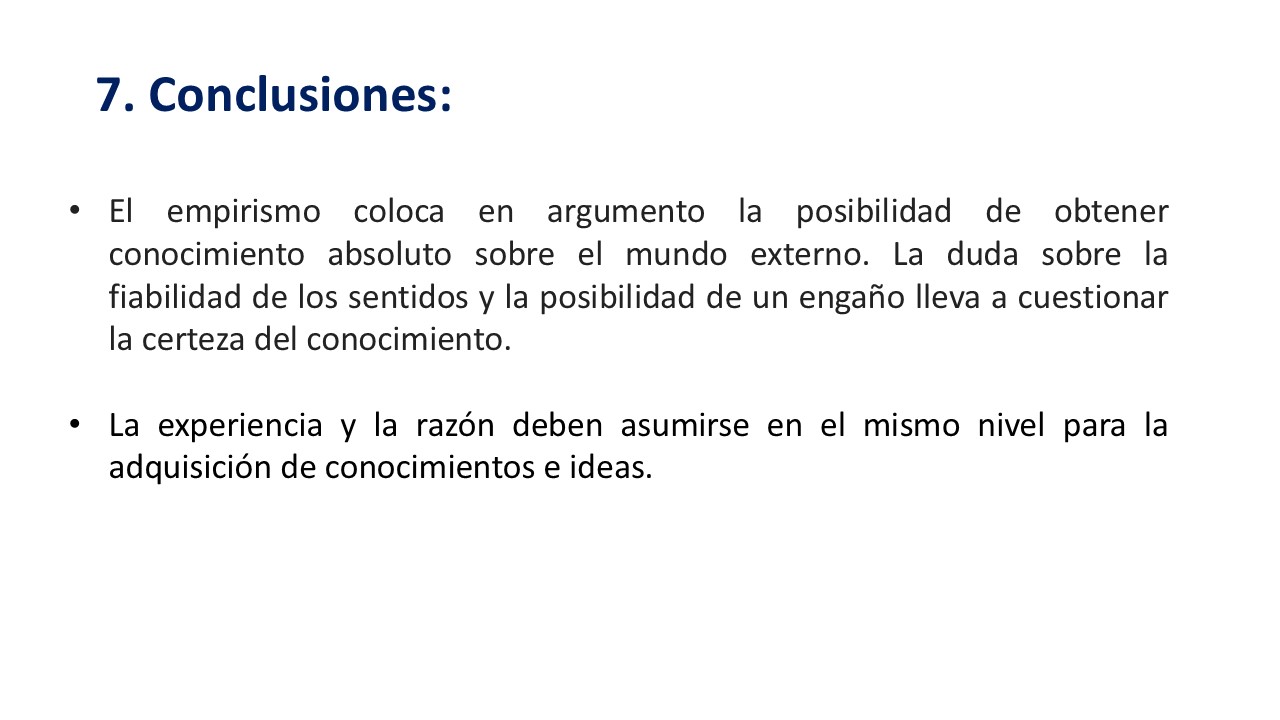 7. Conclusiones:
• El empirismo coloca en argumento la posibilidad de obtener
conocimiento absoluto sobre el mundo externo. La duda sobre la
fiabilidad de los sentidos y la posibilidad de un engaño lleva a cuestionar
la certeza del conocimiento.
• La experiencia y la razón deben asumirse en el mismo nivel para la
adquisición de conocimientos e ideas.